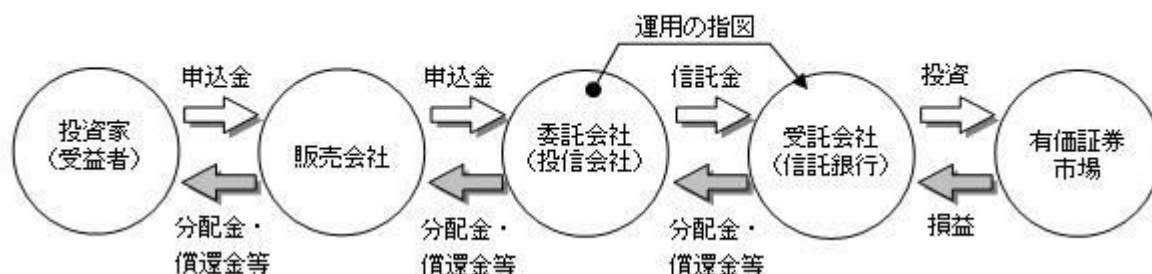 運用の指図
申込金
申込金
信託金
投資
投資家
(受益者)
販売会社
委託会社
(投信会社)
受託会社
(信託銀行)
有価証券
市場
分配金・
償還金等
分配金・
償還金等
分配金・
償還金等
損益